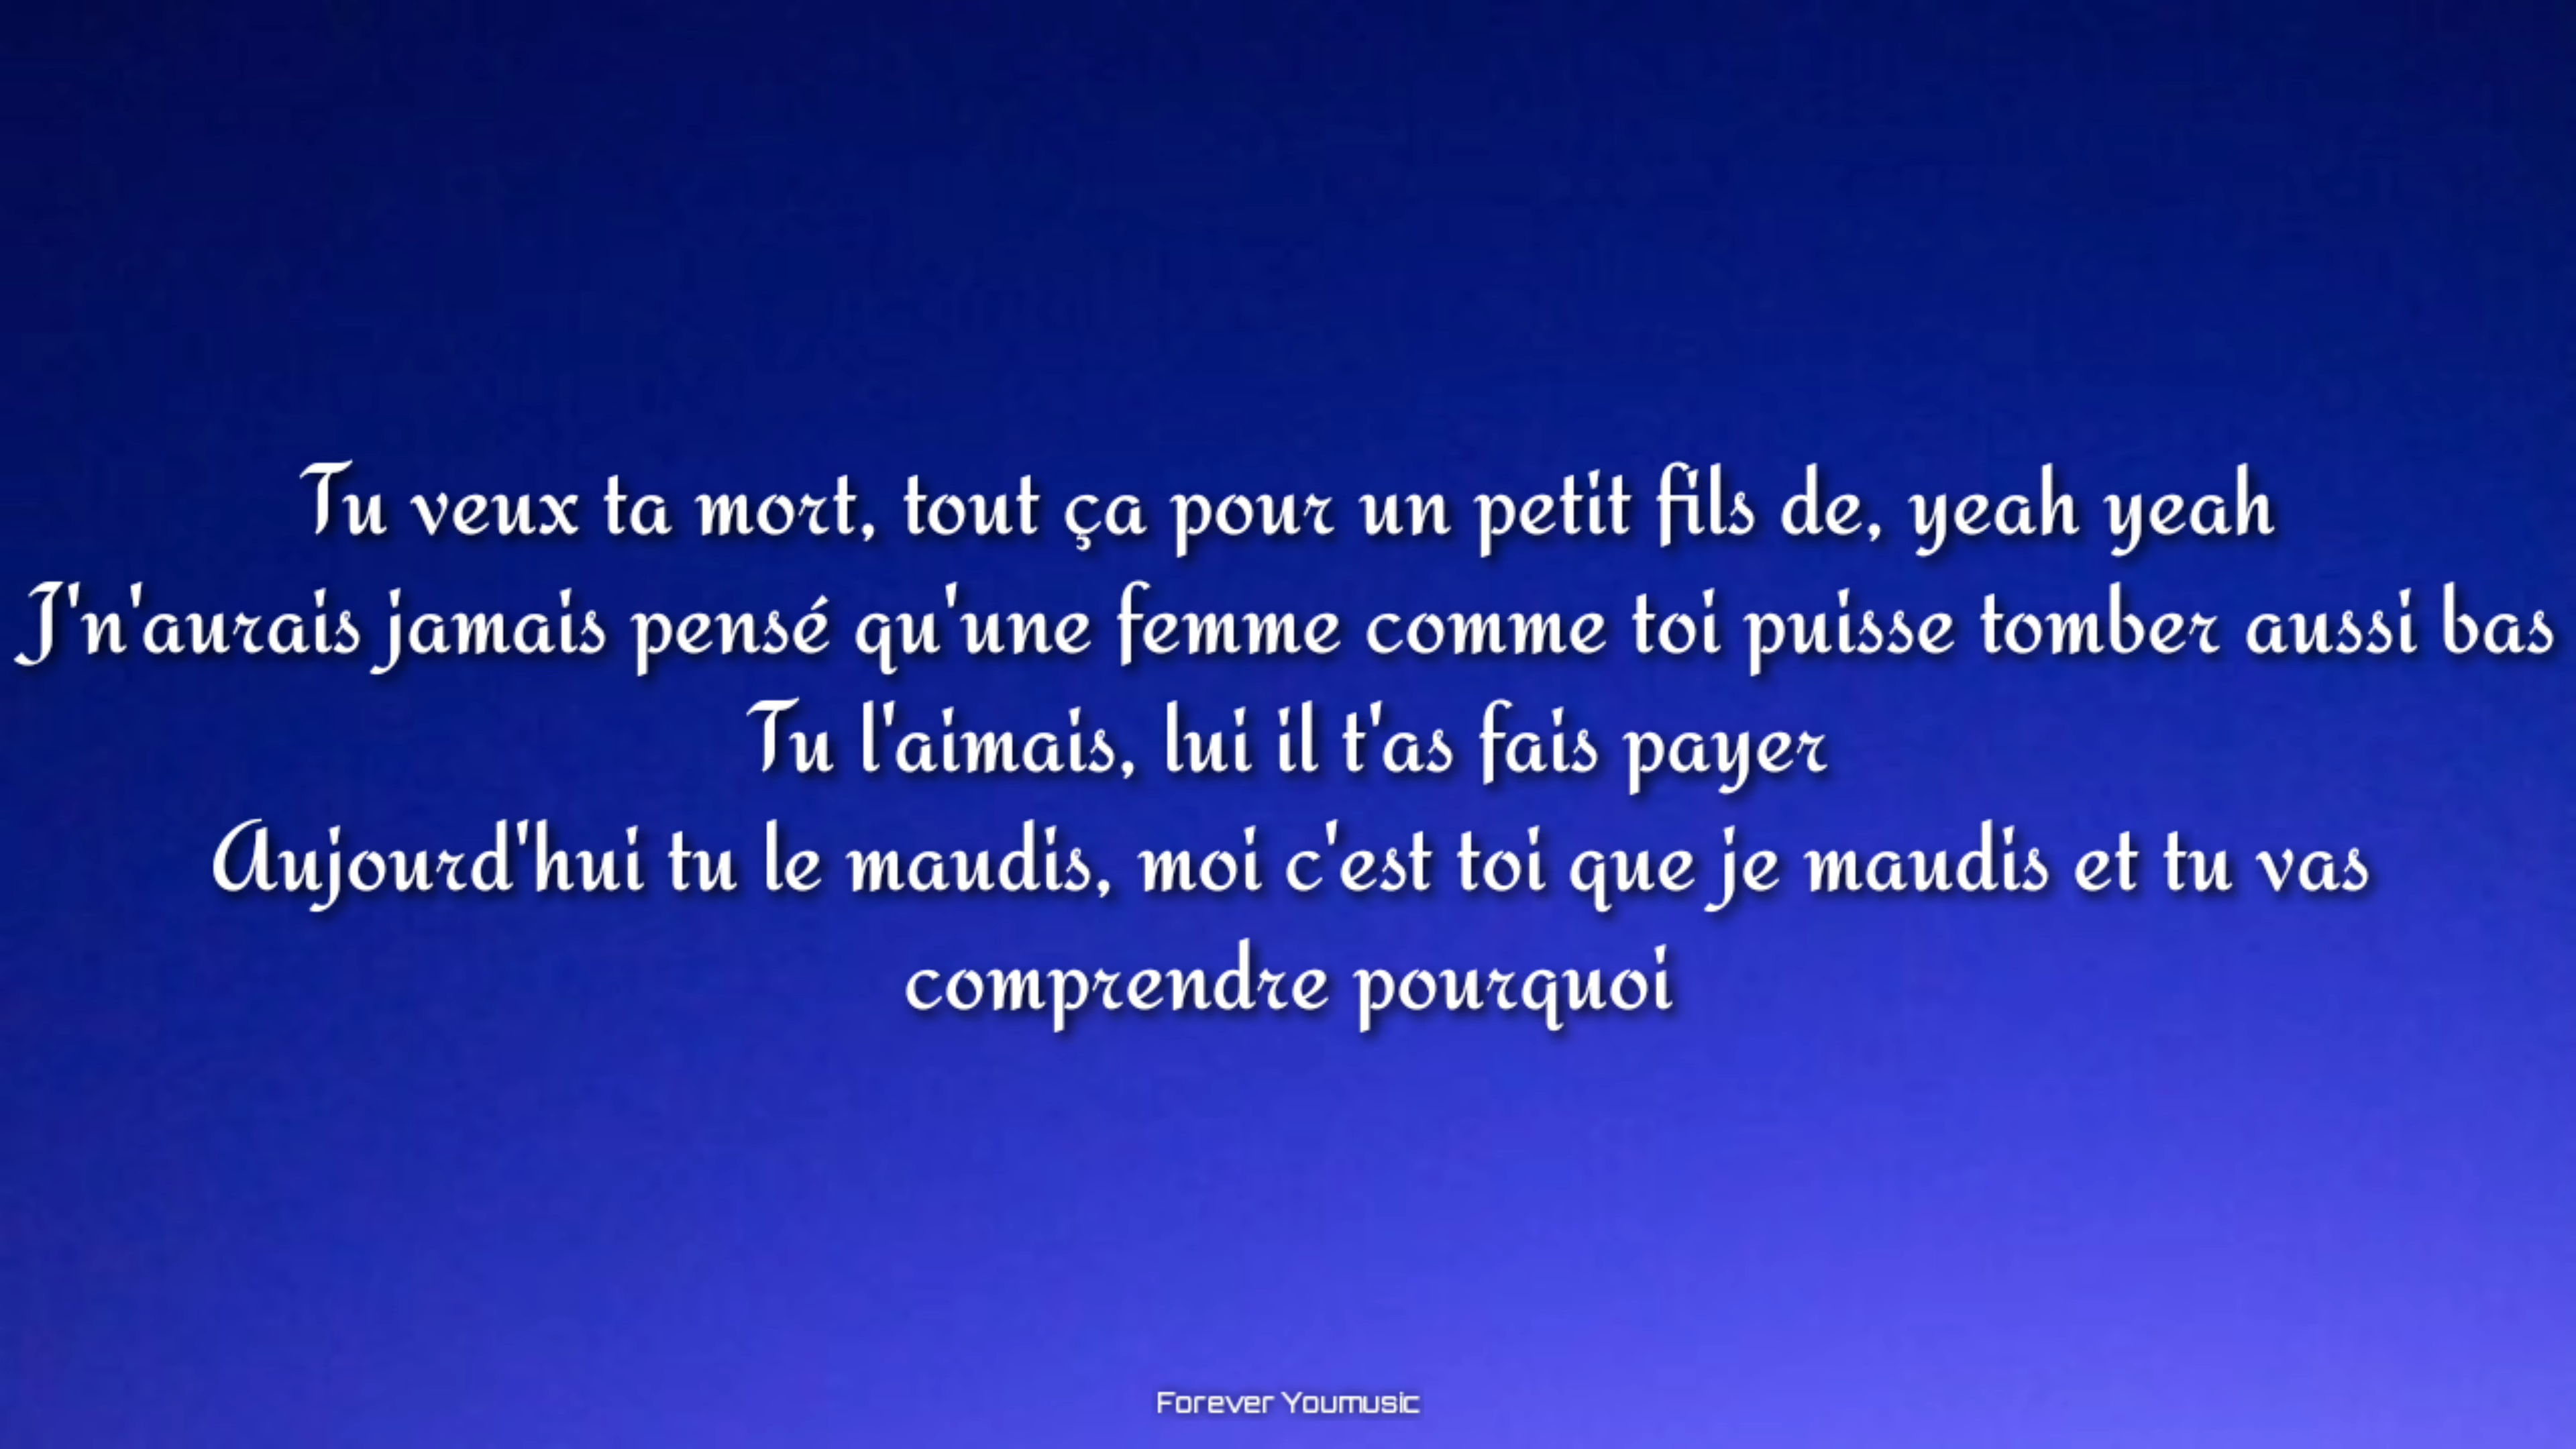 Tu veux ta mort, tout ça pour un petit fils de, yeah yeah
J'n'aurais jamais pensé qu'une femme comme toi puisse tomber aussi bas
Tu l'aimais, lui il t'as fais payer
Aujourd'hui tu le maudis, moi c'est toi que je maudis et tu vas
comprendre pourquoi
Forever Youmusic